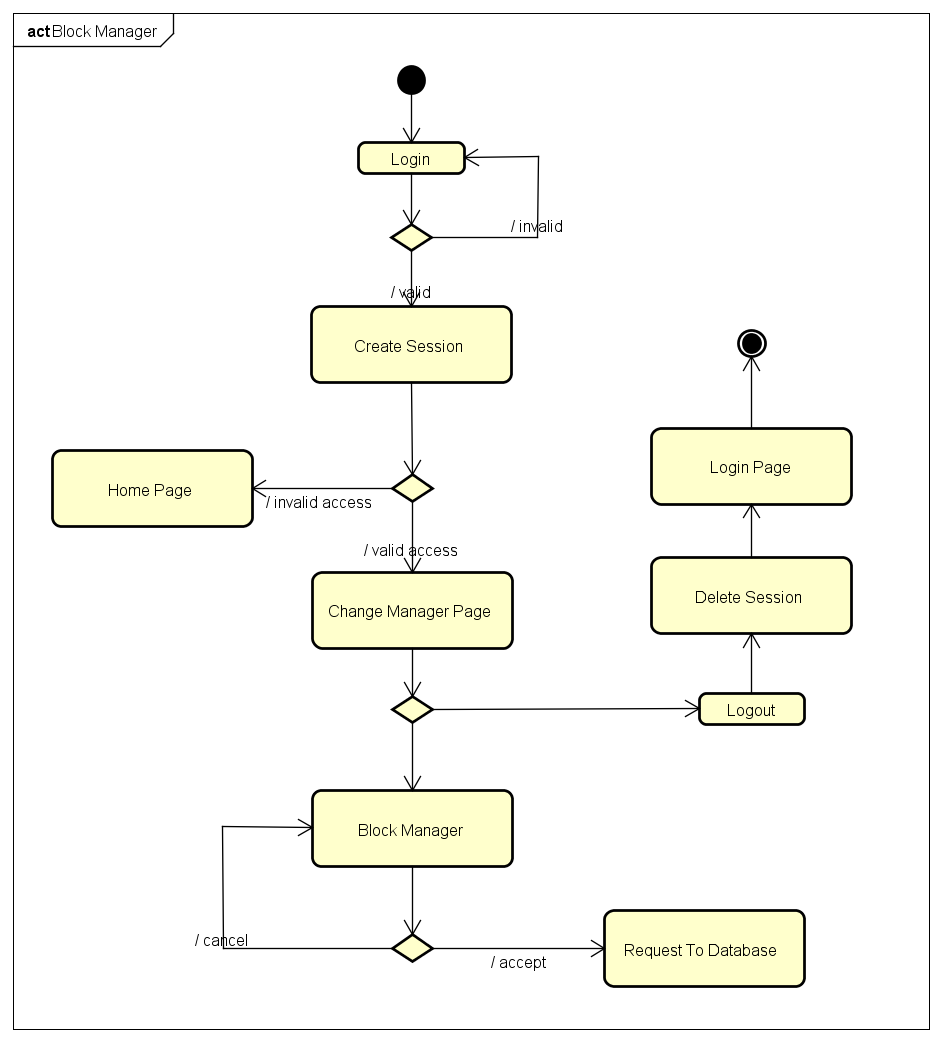 act Block Manager
Login
/ invalid
/ valid
Create Session
Login Page
Home Page
/ invalid access
/ valid access
Delete Session
Change Manager Page
Logout
Block Manager
/ cancel
Request To Database
/ accept